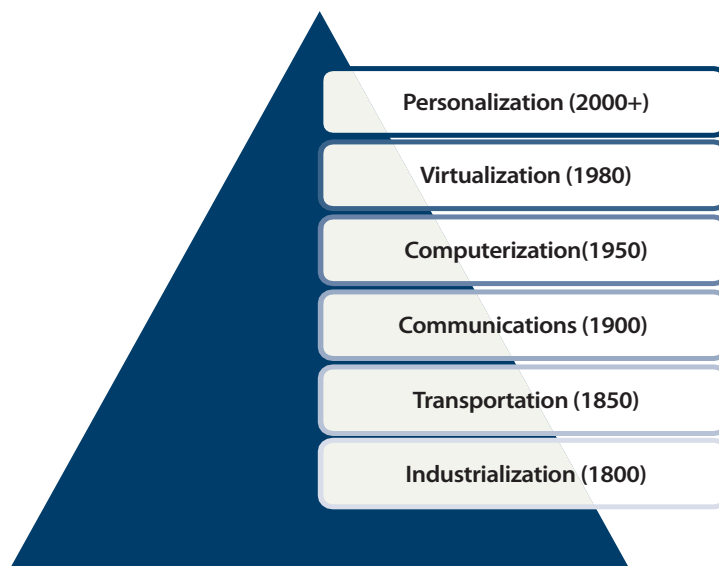 Personalization (2000+)
Virtualization (1980)
Computerization(1950)
Communications (1900)
Transportation (1850)
Industrialization (1800)